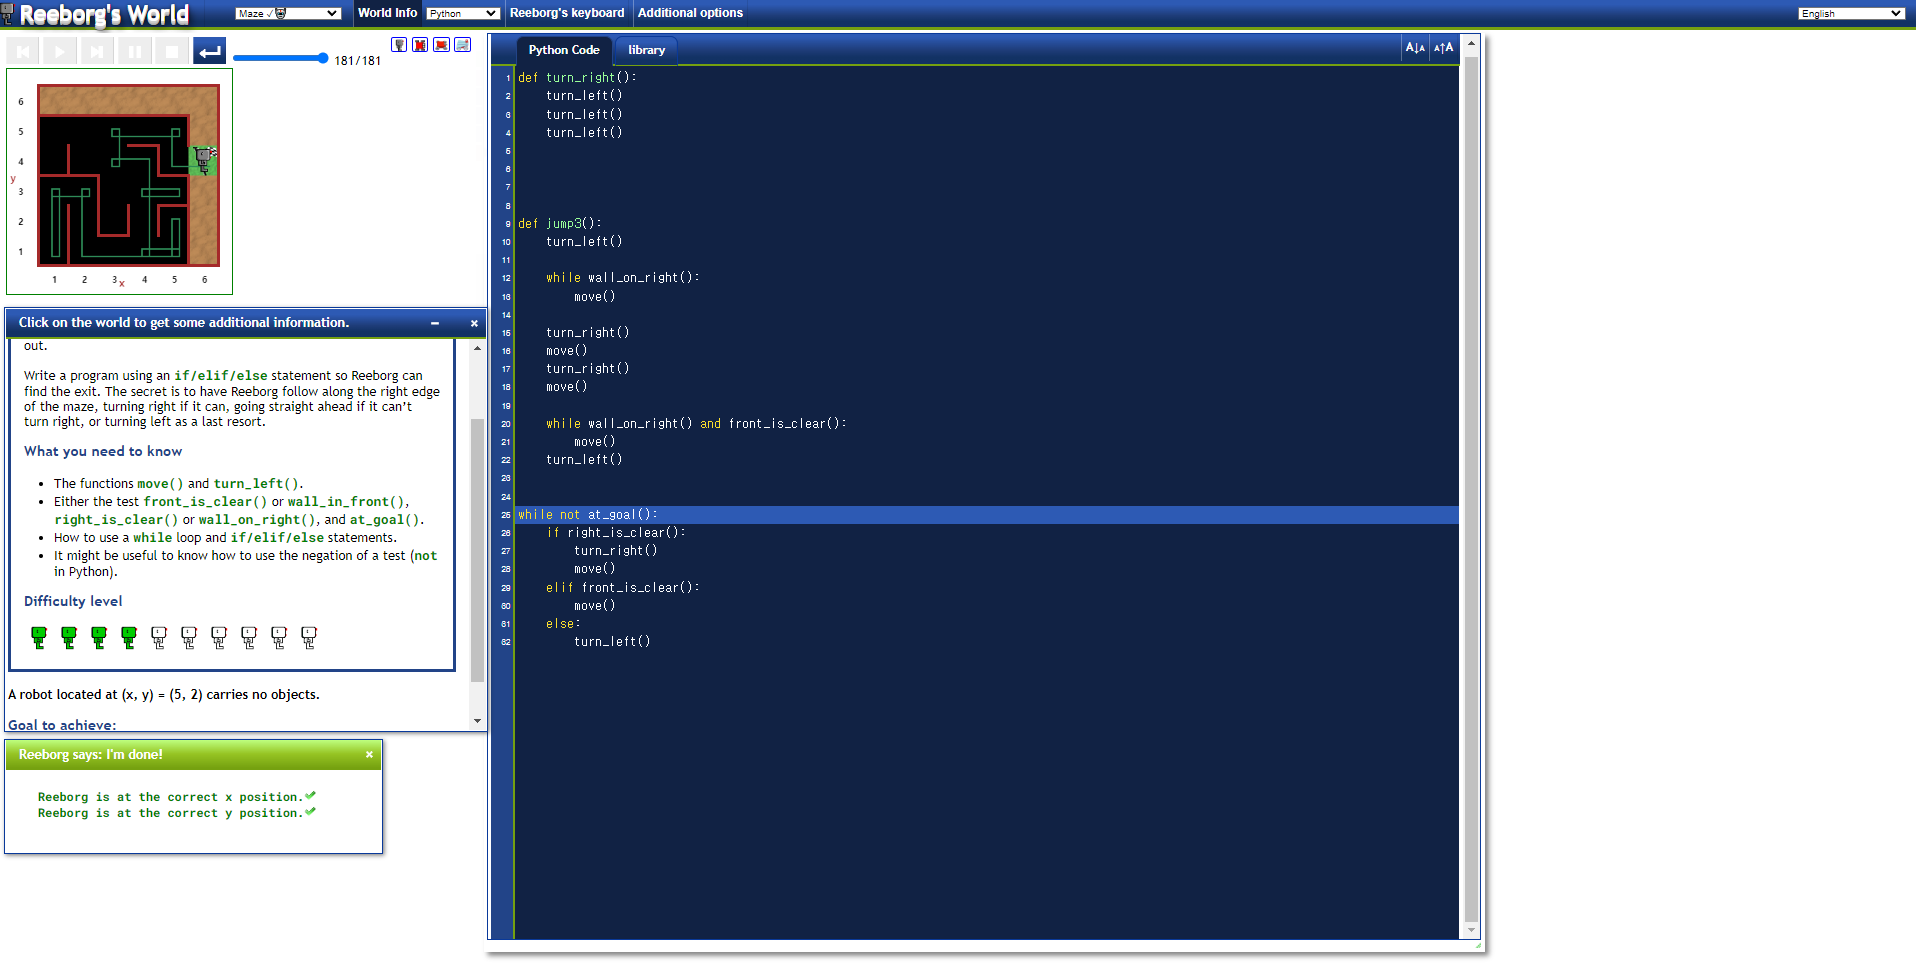 Reeborg's World
Maze ✓
World Info
Python
Reeborg's keyboard
Additional options
English
181/181
6
5
4
y
3
2
1
1 2 3 x 4 5 6
Click on the world to get some additional information.
out.
Write a program using an if/elif/else statement so Reeborg can
find the exit. The secret is to have Reeborg follow along the right edge
of the maze, turning right if it can, going straight ahead if it can't
turn right, or turning left as a last resort.
What you need to know
• The functions move() and turn_left().
• Either the test front_is_clear() or wall_in_front(),
right_is_clear() or wall_on_right(), and at_goal().
• How to use a while loop and if/elif/else statements.
• It might be useful to know how to use the negation of a test (not
in Python).
Difficulty level
A robot located at (x, y) = (5, 2) carries no objects.
Goal to achieve:
Reeborg says: I'm done!
Reeborg is at the correct x position.
Reeborg is at the correct y position.
Python Code
library
A↓A A↑A
1 def turn_right():
2 turn_left()
3 turn_left()
4 turn_left()
5
6
7
8
9 def jump3():
10 turn_left()
11
12 while wall_on_right():
13 move()
14
15 turn_right()
16 move()
17 turn_right()
18 move()
19
20 while wall_on_right() and front_is_clear():
21 move()
22 turn_left()
23
24
25 while not at_goal():
26 if right_is_clear():
27 turn_right()
28 move()
29 elif front_is_clear():
30 move()
31 else:
32 turn_left()